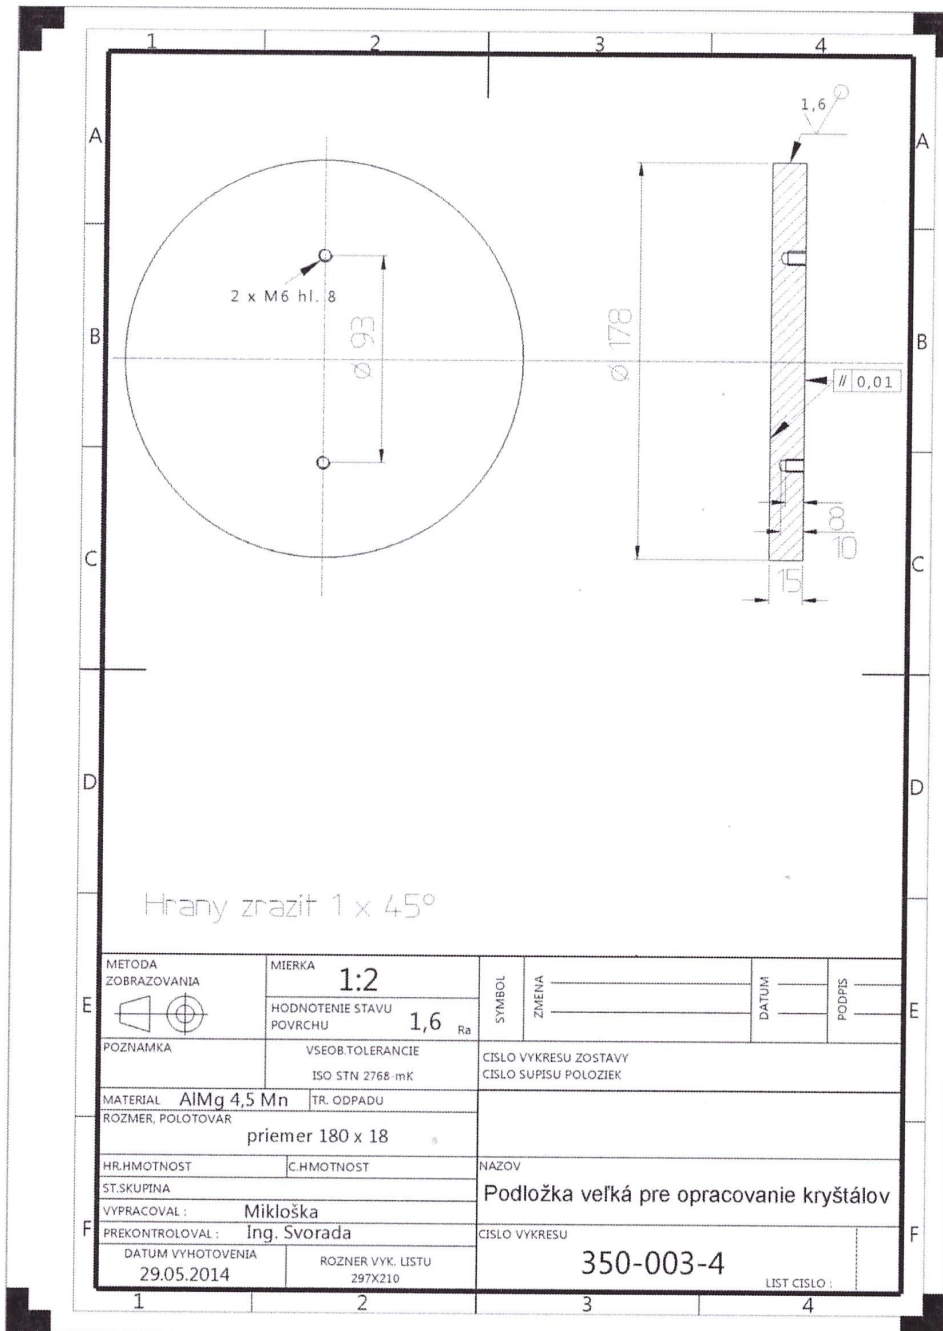 1 2 3 4
A A
1,6
2 x M6 hl. 8
Ø 93
Ø 178
B B
// 0,01
8
10
15
C C
D D
Hrany zrazit 1 x 45°
METODA
ZOBRAZOVANIA
MIERKA
1:2
HODNOTENIE STAVU
POVRCHU 1,6 Ra
SYMBOL
ZMENA
DATUM
PODPIS
E E
POZNAMKA
VSEOB.TOLERANCIE
ISO STN 2768-mK
CISLO VYKRESU ZOSTAVY
CISLO SUPISU POLOZIEK
MATERIAL AlMg 4,5 Mn TR. ODPADU
ROZMER, POLOTOVAR
priemer 180 x 18
HR.HMOTNOST C.HMOTNOST
ST.SKUPINA
NAZOV
Podložka veľká pre opracovanie kryštálov
VYPRACOVAL : Mikloška
PREKONTROLOVAL : Ing. Svorada
F F
CISLO VYKRESU
350-003-4
LIST CISLO :
DATUM VYHOTOVENIA
29.05.2014
ROZNER VYK. LISTU
297X210
1 2 3 4